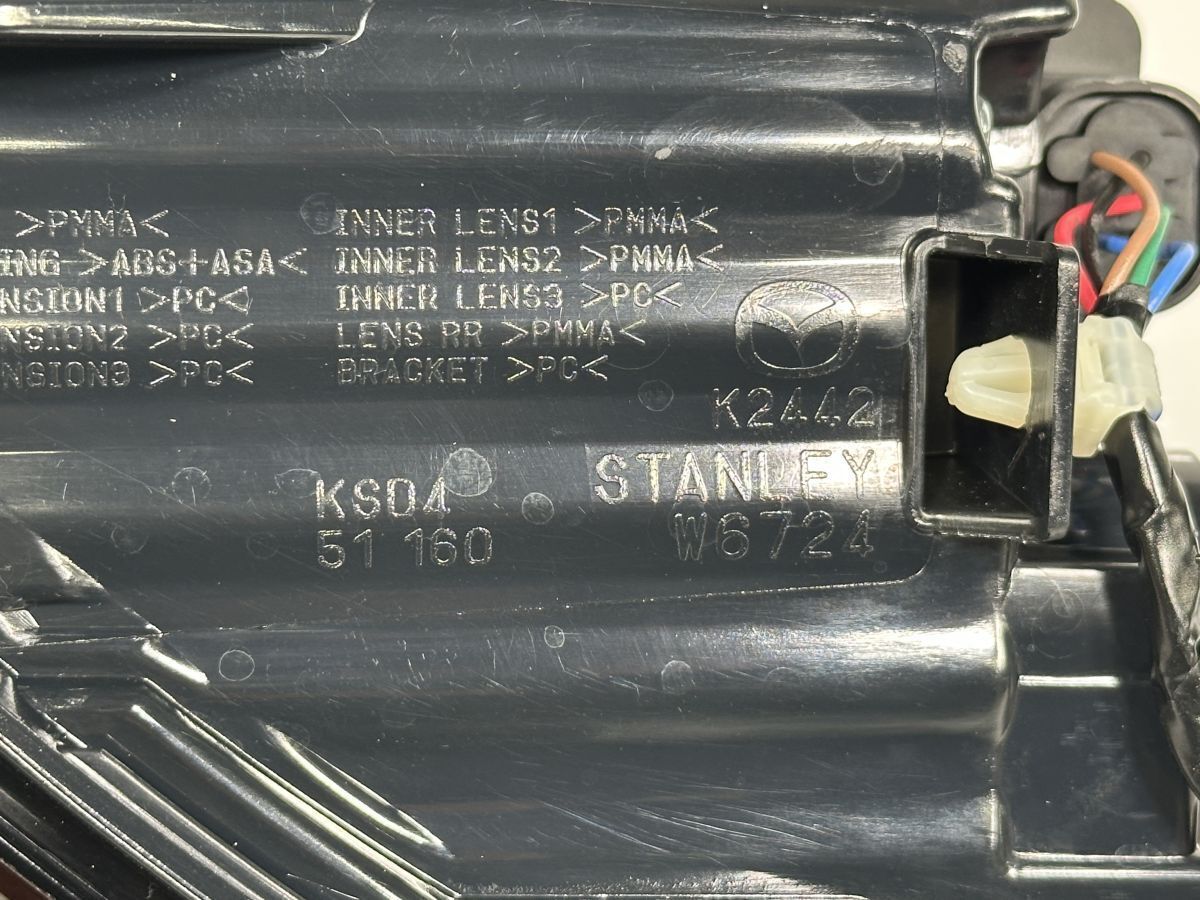 >PMMA<
ING >ABS+ASA<
NSION1 >PC<
NSION2 >PC<
NSION3 >PC<
INNER LENS1 >PMMA<
INNER LENS2 >PMMA<
INNER LENS3 >PC<
LENS RR >PMMA<
BRACKET >PC<
K2442
STANLEY
W6724
KSD4
51 160